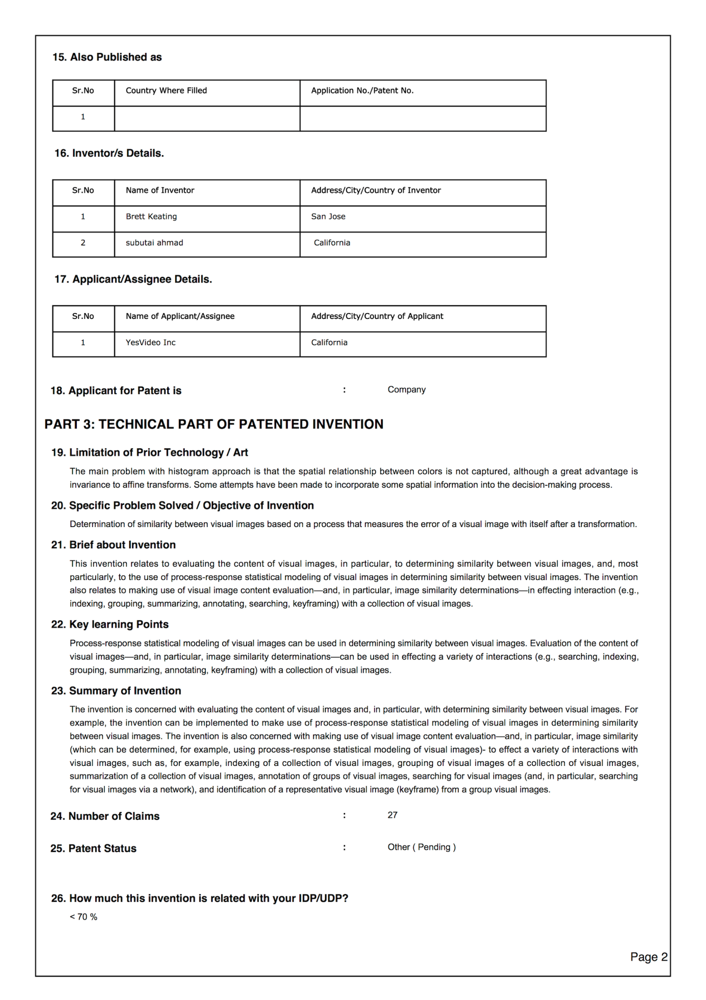 15. Also Published as
Sr.No Country Where Filled Application No./Patent No.
1
16. Inventor/s Details.
Sr.No Name of Inventor Address/City/Country of Inventor
1 Brett Keating San Jose
2 subutai ahmad California
17. Applicant/Assignee Details.
Sr.No Name of Applicant/Assignee Address/City/Country of Applicant
1 YesVideo Inc California
18. Applicant for Patent is : Company
PART 3: TECHNICAL PART OF PATENTED INVENTION
19. Limitation of Prior Technology / Art
The main problem with histogram approach is that the spatial relationship between colors is not captured, although a great advantage is
invariance to affine transforms. Some attempts have been made to incorporate some spatial information into the decision-making process.
20. Specific Problem Solved / Objective of Invention
Determination of similarity between visual images based on a process that measures the error of a visual image with itself after a transformation.
21. Brief about Invention
This invention relates to evaluating the content of visual images, in particular, to determining similarity between visual images, and, most
particularly, to the use of process-response statistical modeling of visual images in determining similarity between visual images. The invention
also relates to making use of visual image content evaluation—and, in particular, image similarity determinations—in effecting interaction (e.g.,
indexing, grouping, summarizing, annotating, searching, keyframing) with a collection of visual images.
22. Key learning Points
Process-response statistical modeling of visual images can be used in determining similarity between visual images. Evaluation of the content of
visual images—and, in particular, image similarity determinations—can be used in effecting a variety of interactions (e.g., searching, indexing,
grouping, summarizing, annotating, keyframing) with a collection of visual images.
23. Summary of Invention
The invention is concerned with evaluating the content of visual images and, in particular, with determining similarity between visual images. For
example, the invention can be implemented to make use of process-response statistical modeling of visual images in determining similarity
between visual images. The invention is also concerned with making use of visual image content evaluation—and, in particular, image similarity
(which can be determined, for example, using process-response statistical modeling of visual images)- to effect a variety of interactions with
visual images, such as, for example, indexing of a collection of visual images, grouping of visual images of a collection of visual images,
summarization of a collection of visual images, annotation of groups of visual images, searching for visual images (and, in particular, searching
for visual images via a network), and identification of a representative visual image (keyframe) from a group visual images.
24. Number of Claims : 27
25. Patent Status : Other ( Pending )
26. How much this invention is related with your IDP/UDP?
< 70 %
Page 2